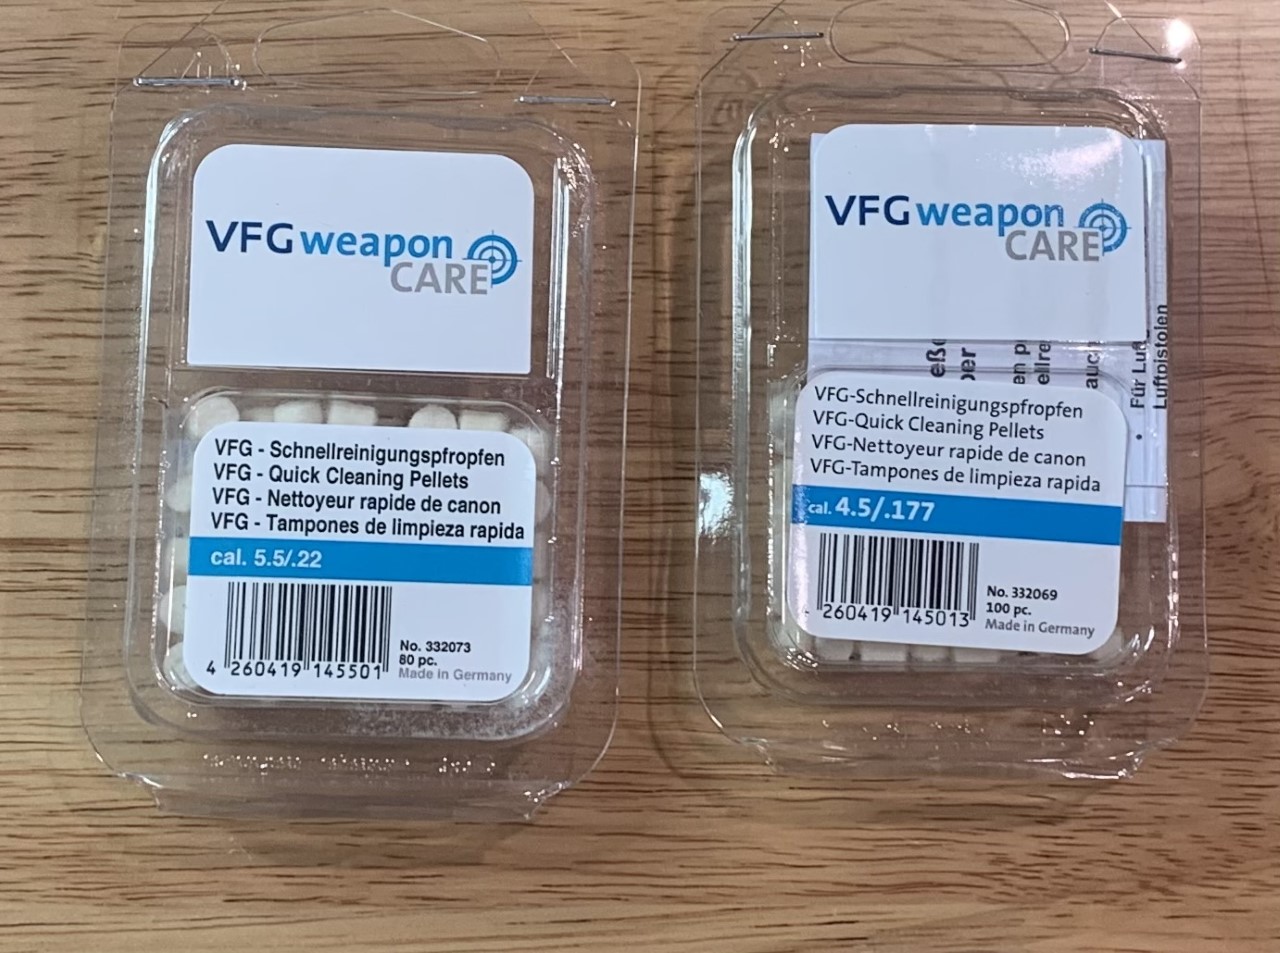 VFG weapon
CARE
VFG - Schnellreinigungspfropfen
VFG - Quick Cleaning Pellets
VFG - Nettoyeur rapide de canon
VFG - Tampones de limpieza rapida
cal. 5.5/.22
4 260419 145501
No. 332073
80 pc.
Made in Germany
VFG weapon
CARE
VFG-Schnellreinigungspfropfen
VFG-Quick Cleaning Pellets
VFG-Nettoyeur rapide de canon
VFG-Tampones de limpieza rapida
cal. 4.5/.177
260419 145013
No. 332069
100 pc.
Made in Germany
Für
Luftpistolen